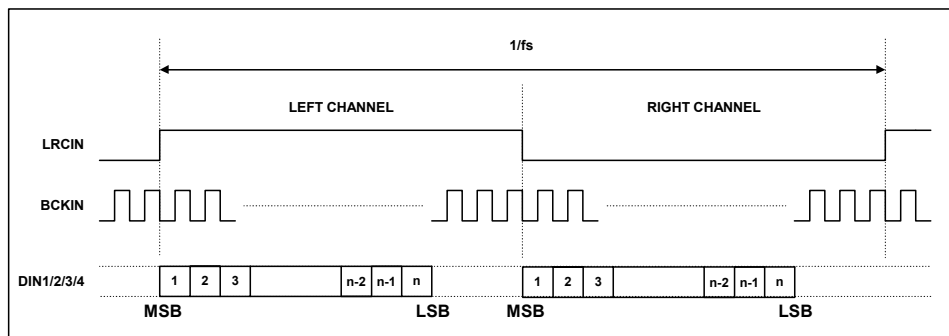 1/fs
LEFT CHANNEL RIGHT CHANNEL
LRCIN
BCKIN
DIN1/2/3/4 1 2 3 n-2 n-1 n 1 2 3 n-2 n-1 n
MSB LSB MSB LSB